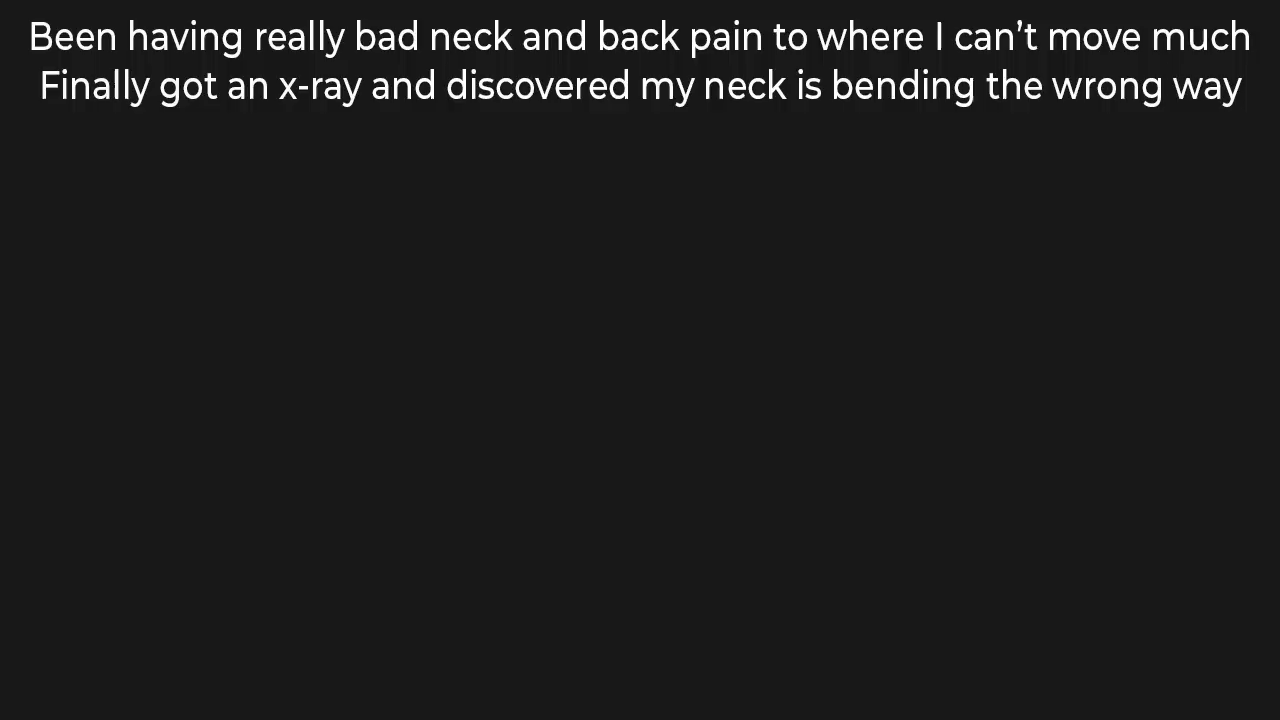 Been having really bad neck and back pain to where I can’t move much
Finally got an x-ray and discovered my neck is bending the wrong way